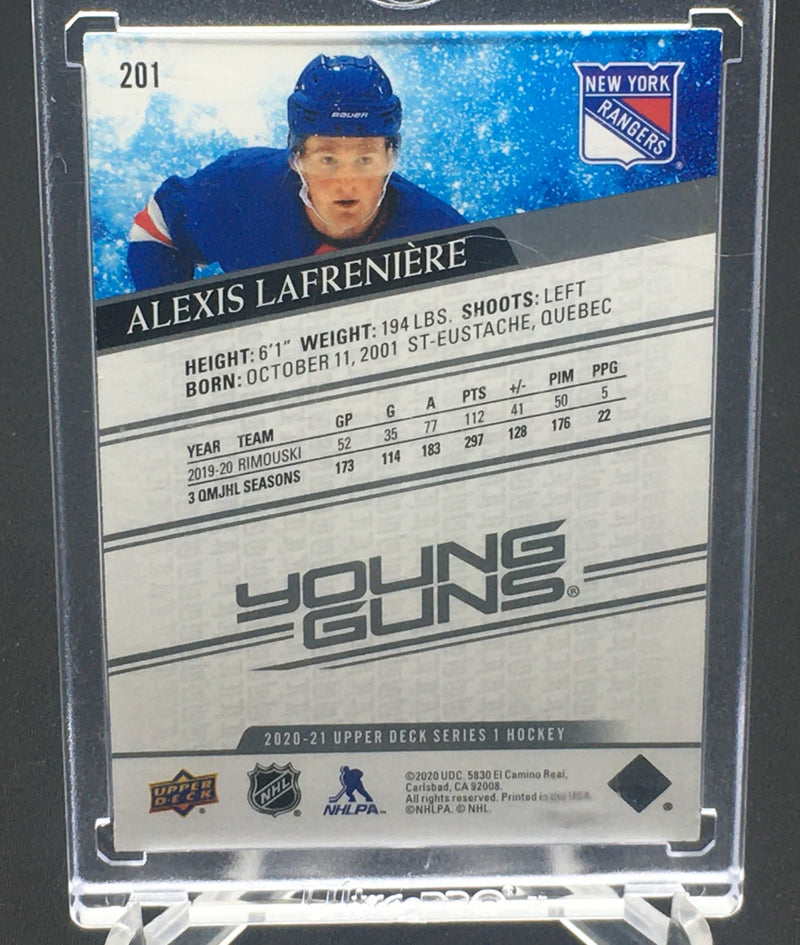 201
BAUER
NEW YORK
RANGERS
®
ALEXIS LAFRENIÈRE
HEIGHT: 6'1" WEIGHT: 194 LBS. SHOOTS: LEFT
BORN: OCTOBER 11, 2001 ST-EUSTACHE, QUEBEC
YEAR TEAM GP G A PTS +/- PIM PPG
2019-20 RIMOUSKI 52 35 77 112 41 50 5
3 QMJHL SEASONS 173 114 183 297 128 176 22
YOUNG
GUNS®
2020-21 UPPER DECK SERIES 1 HOCKEY
UPPER
DECK
®
NHL
®
NHLPA
©2020 UDC. 5830 El Camino Real,
Carlsbad, CA 92008.
All rights reserved. Printed in the USA.
©NHLPA. © NHL.
®
UltraPRO®